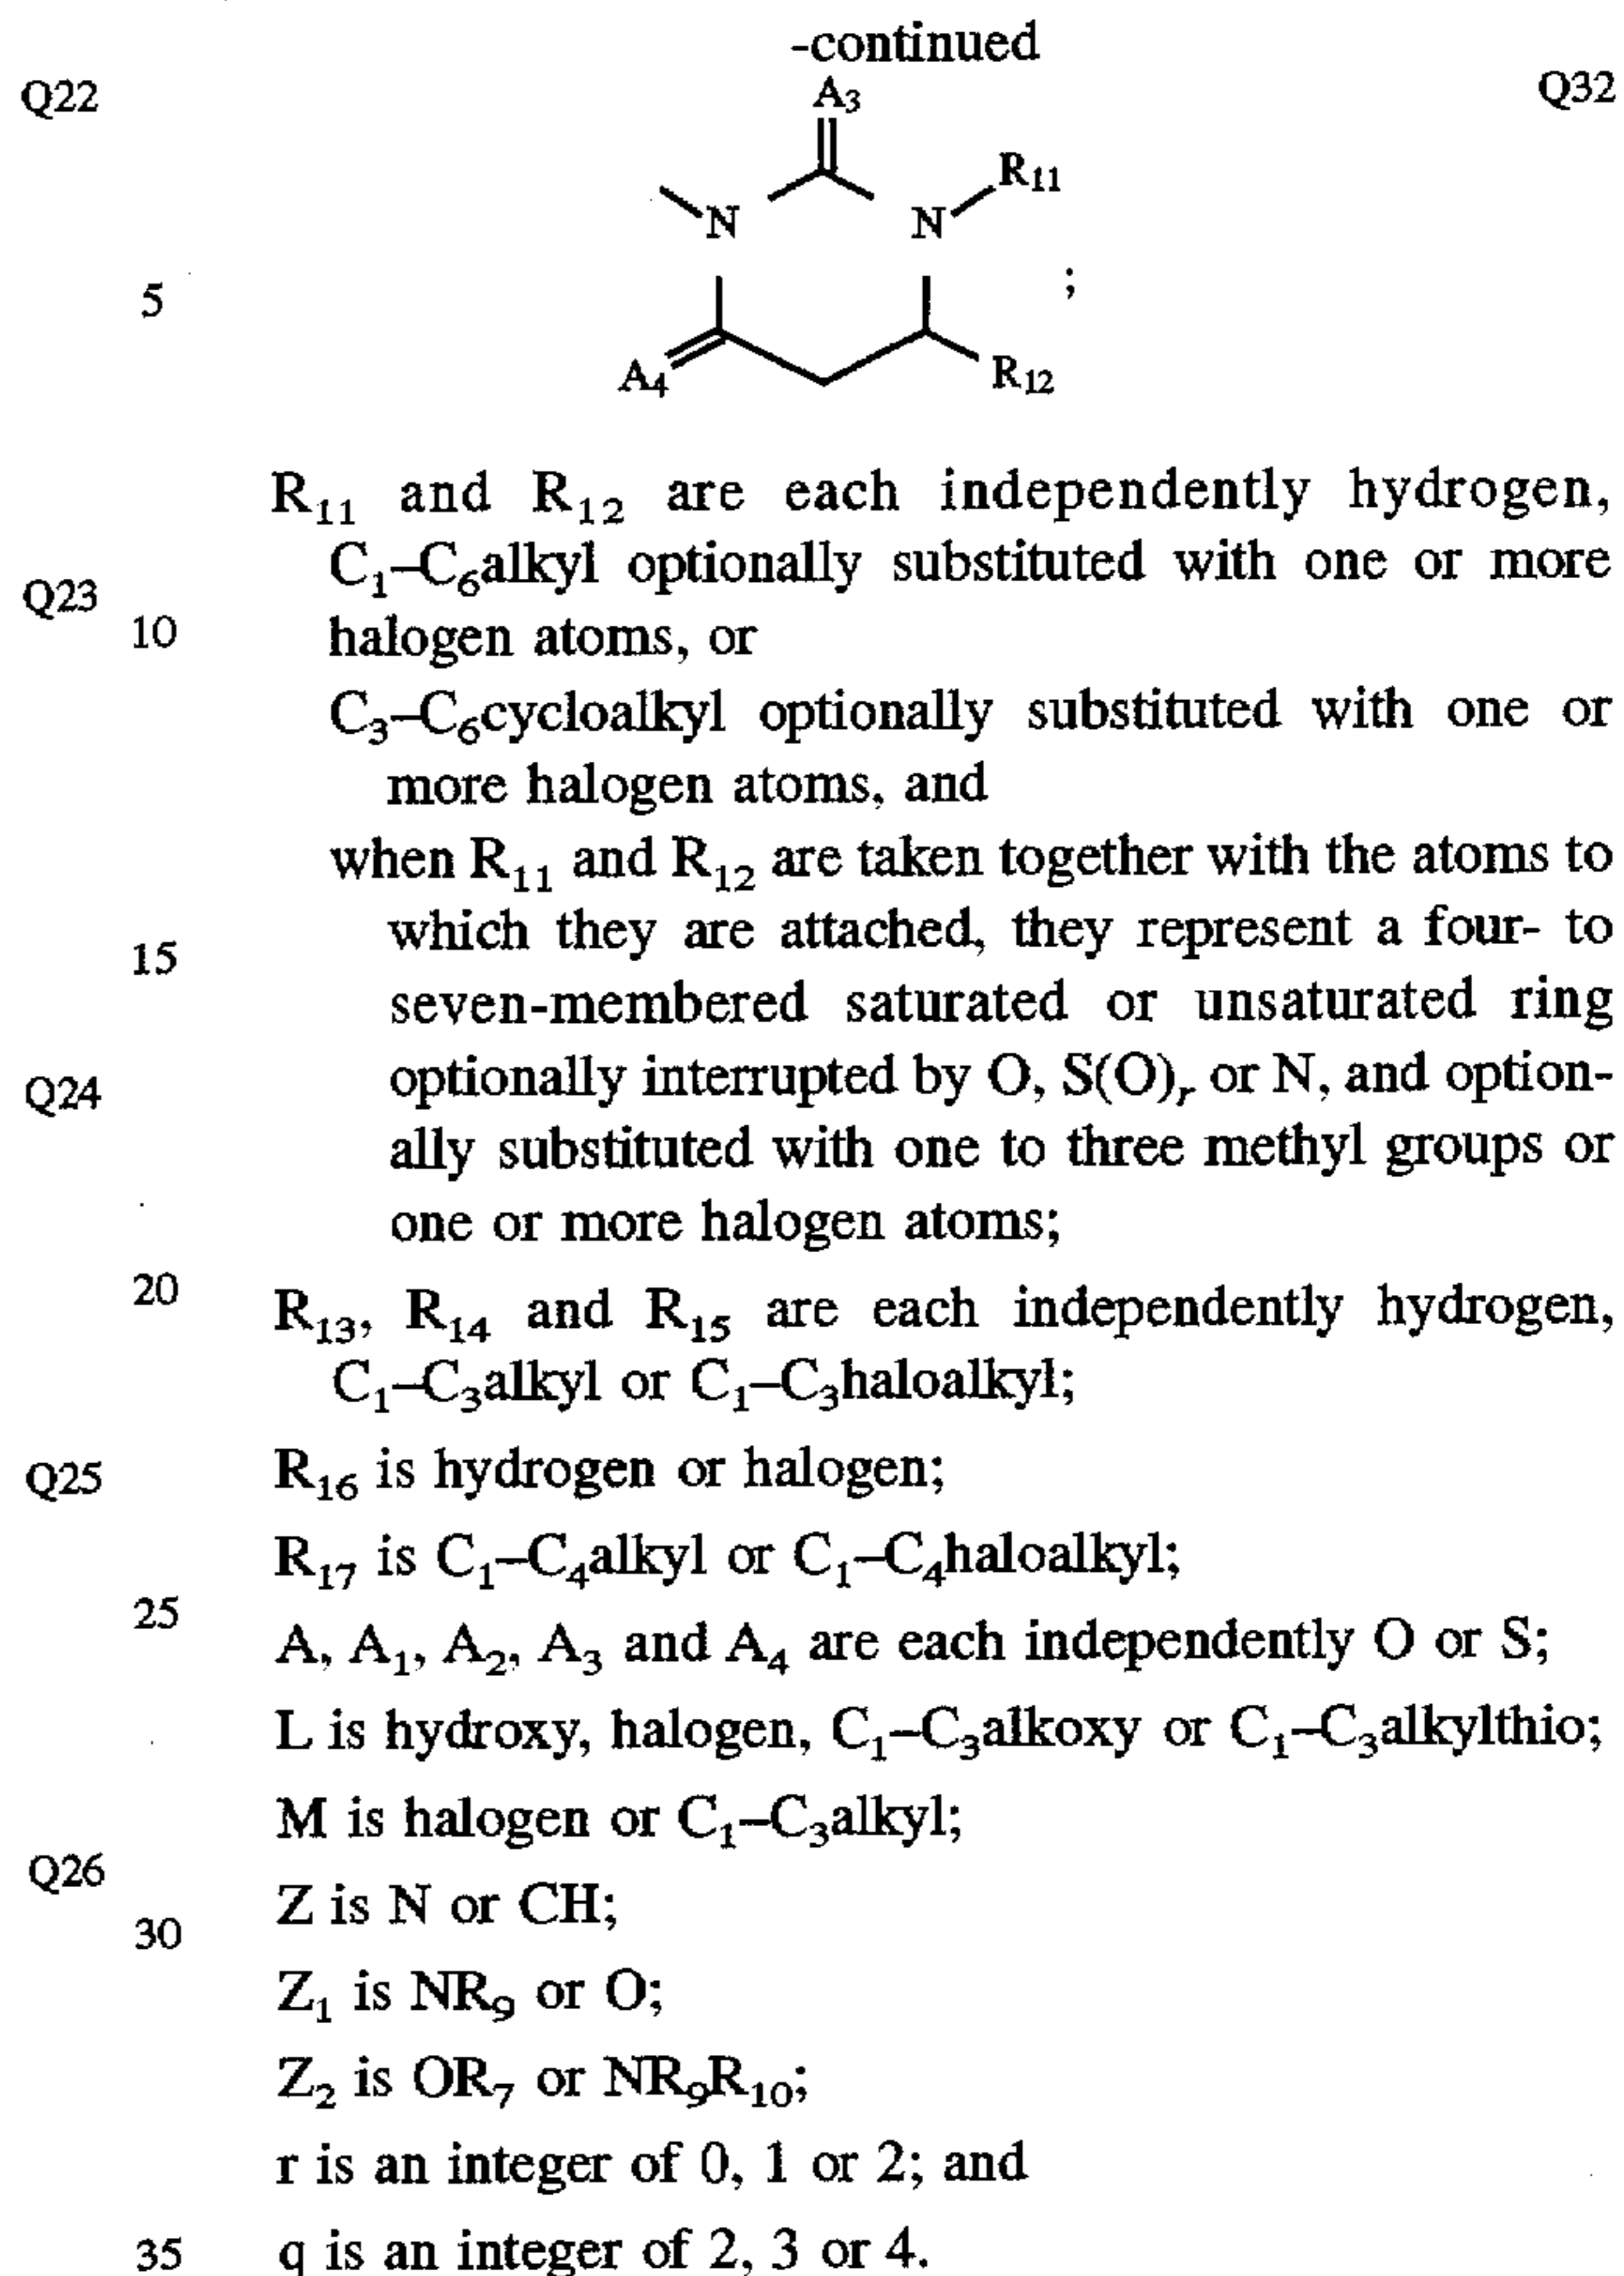 -continued
Q22
Q32
A₃
R₁₁
N
N
5
;
A₄
R₁₂
R₁₁ and R₁₂ are each independently hydrogen,
C₁–C₆alkyl optionally substituted with one or more
Q23
10
halogen atoms, or
C₃–C₆cycloalkyl optionally substituted with one or
more halogen atoms, and
when R₁₁ and R₁₂ are taken together with the atoms to
which they are attached, they represent a four- to
15
seven-membered saturated or unsaturated ring
Q24
optionally interrupted by O, S(O)ᵣ or N, and option-
ally substituted with one to three methyl groups or
one or more halogen atoms;
20
R₁₃, R₁₄ and R₁₅ are each independently hydrogen,
C₁–C₃alkyl or C₁–C₃haloalkyl;
Q25
R₁₆ is hydrogen or halogen;
R₁₇ is C₁–C₄alkyl or C₁–C₄haloalkyl;
25
A, A₁, A₂, A₃ and A₄ are each independently O or S;
L is hydroxy, halogen, C₁–C₃alkoxy or C₁–C₃alkylthio;
M is halogen or C₁–C₃alkyl;
Q26
Z is N or CH;
30
Z₁ is NR₉ or O;
Z₂ is OR₇ or NR₉R₁₀;
r is an integer of 0, 1 or 2; and
35
q is an integer of 2, 3 or 4.